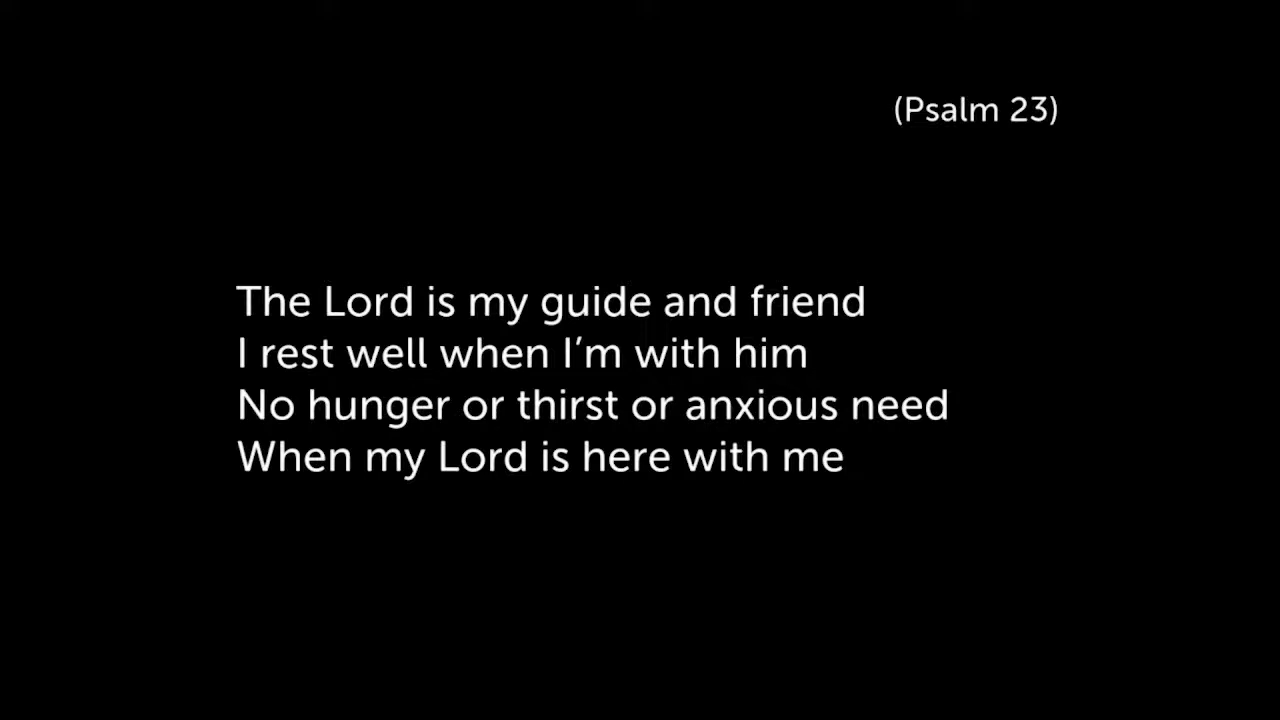 (Psalm 23)
The Lord is my guide and friend
I rest well when I’m with him
No hunger or thirst or anxious need
When my Lord is here with me